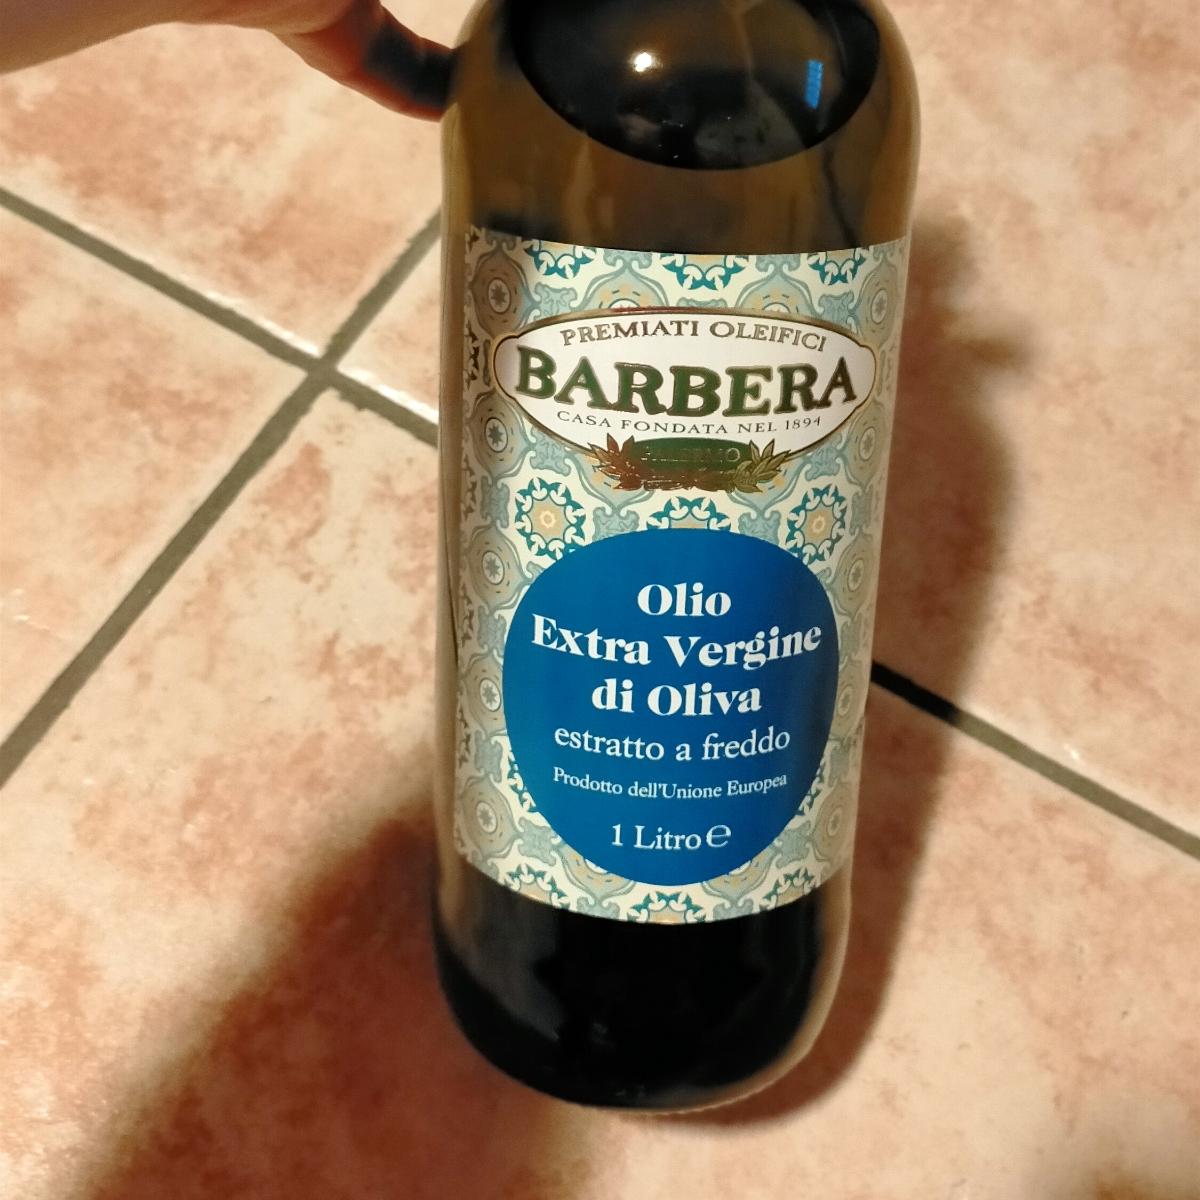 PREMIATI OLEIFICI
BARBERA
CASA FONDATA NEL 1894
PALERMO
Olio
Extra Vergine
di Oliva
estratto a freddo
Prodotto dell'Unione Europea
1 Litro ℮